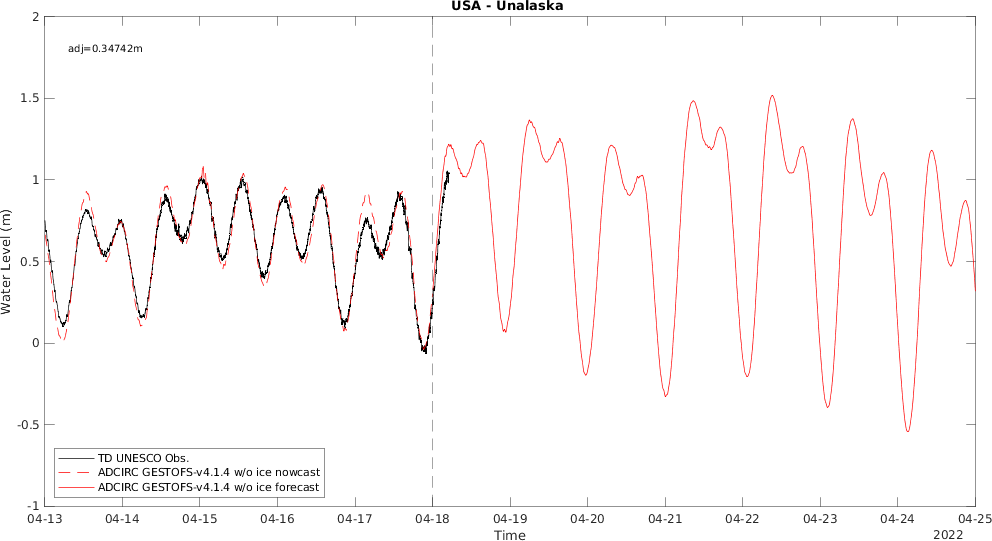 USA - Unalaska
adj=0.34742m
Water Level (m)
2
1.5
1
0.5
0
-0.5
-1
TD UNESCO Obs.
ADCIRC GESTOFS-v4.1.4 w/o ice nowcast
ADCIRC GESTOFS-v4.1.4 w/o ice forecast
04-13 04-14 04-15 04-16 04-17 04-18 04-19 04-20 04-21 04-22 04-23 04-24 04-25
Time
2022